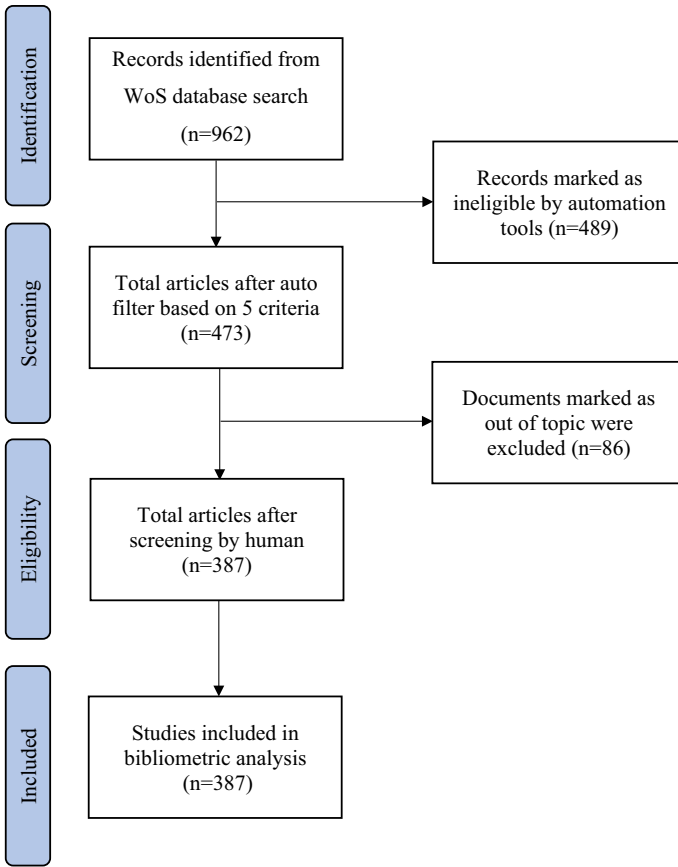 Identification
Records identified from
WoS database search
(n=962)
Records marked as
ineligible by automation
tools (n=489)
Screening
Total articles after auto
filter based on 5 criteria
(n=473)
Documents marked as
out of topic were
excluded (n=86)
Eligibility
Total articles after
screening by human
(n=387)
Included
Studies included in
bibliometric analysis
(n=387)